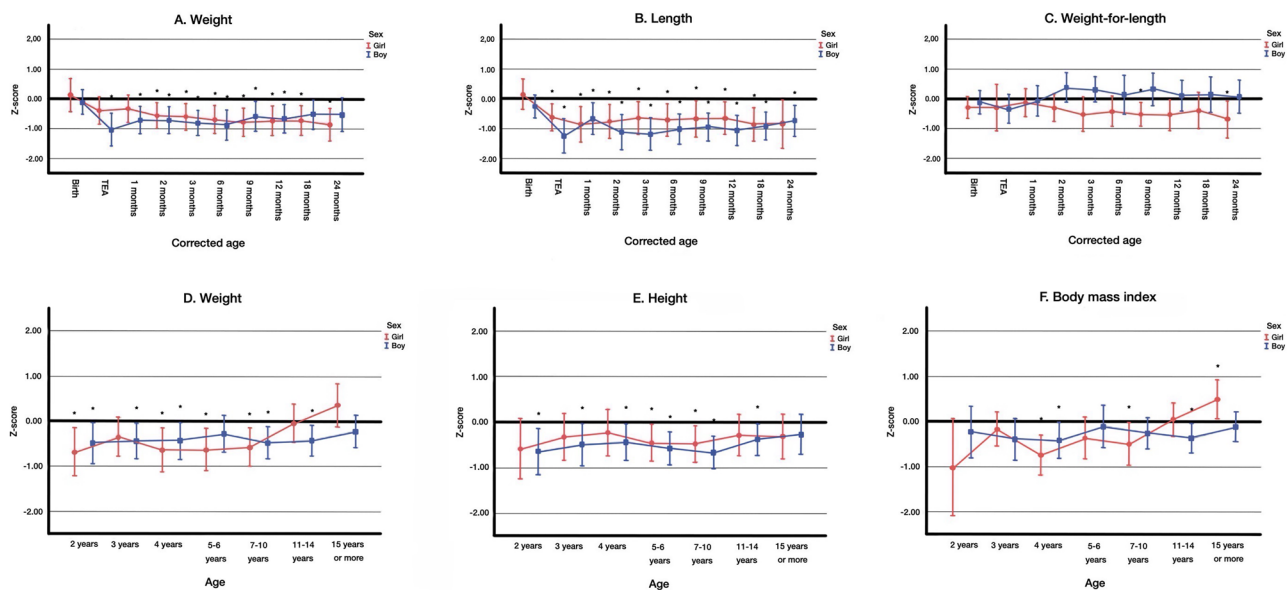 A. Weight
Sex
Girl
Boy
2.00
1.00
0.00
-1.00
-2.00
Z-score
Birth
TEA
1 months
2 months
3 months
6 months
9 months
12 months
18 months
24 months
Corrected age
B. Length
Sex
Girl
Boy
2.00
1.00
0.00
-1.00
-2.00
Z-score
Birth
TEA
1 months
2 months
3 months
6 months
9 months
12 months
18 months
24 months
Corrected age
C. Weight-for-length
Sex
Girl
Boy
2.00
1.00
0.00
-1.00
-2.00
Z-score
Birth
TEA
1 months
2 months
3 months
6 months
9 months
12 months
18 months
24 months
Corrected age
D. Weight
Sex
Girl
Boy
2.00
1.00
0.00
-1.00
-2.00
Z-score
2 years
3 years
4 years
5-6
years
7-10
years
11-14
years
15 years
or more
Age
E. Height
Sex
Girl
Boy
2.00
1.00
0.00
-1.00
-2.00
Z-score
2 years
3 years
4 years
5-6
years
7-10
years
11-14
years
15 years
or more
Age
F. Body mass index
Sex
Girl
Boy
2.00
1.00
0.00
-1.00
-2.00
Z-score
2 years
3 years
4 years
5-6
years
7-10
years
11-14
years
15 years
or more
Age